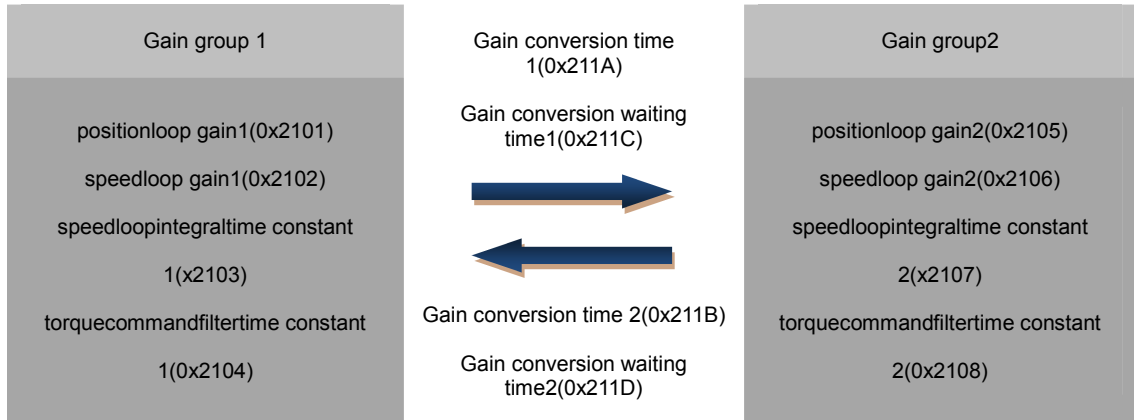 Gain group 1
positionloop gain1(0x2101)
speedloop gain1(0x2102)
speedloopintegraltime constant
1(x2103)
torquecommandfiltertime constant
1(0x2104)
Gain conversion time
1(0x211A)
Gain conversion waiting
time1(0x211C)
Gain conversion time 2(0x211B)
Gain conversion waiting
time2(0x211D)
Gain group2
positionloop gain2(0x2105)
speedloop gain2(0x2106)
speedloopintegraltime constant
2(x2107)
torquecommandfiltertime constant
2(0x2108)